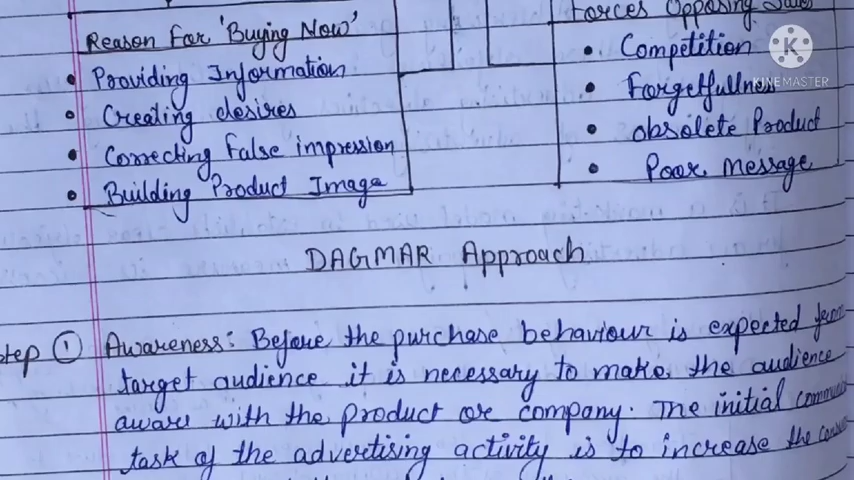 Forces Opposing Sales
Reason For 'Buying Now'
• Providing Information
• Creating desires
• Correcting False impression
• Building Product Image
• Competition
• Forgetfullness
• obsolete Product
• Poor Message
KINEMASTER
DAGMAR Approach
Step ① Awareness: Before the purchase behaviour is expected from
target audience it is necessary to make the audience
aware with the product or company. The initial
task of the advertising activity is to increase the